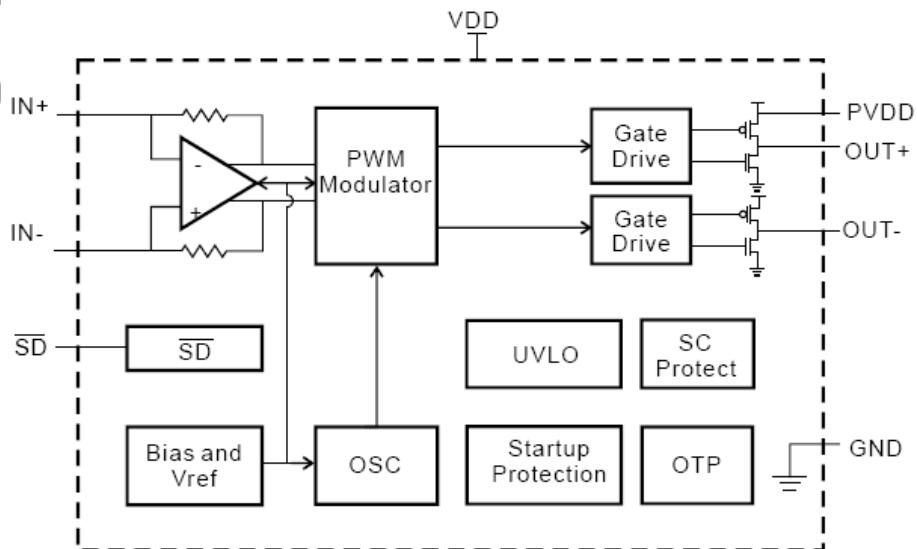 VDD
IN+
PWM
Modulator
Gate
Drive
PVDD
OUT+
-
+
IN-
Gate
Drive
OUT-
SD
SD
UVLO
SC
Protect
Bias and
Vref
OSC
Startup
Protection
OTP
GND